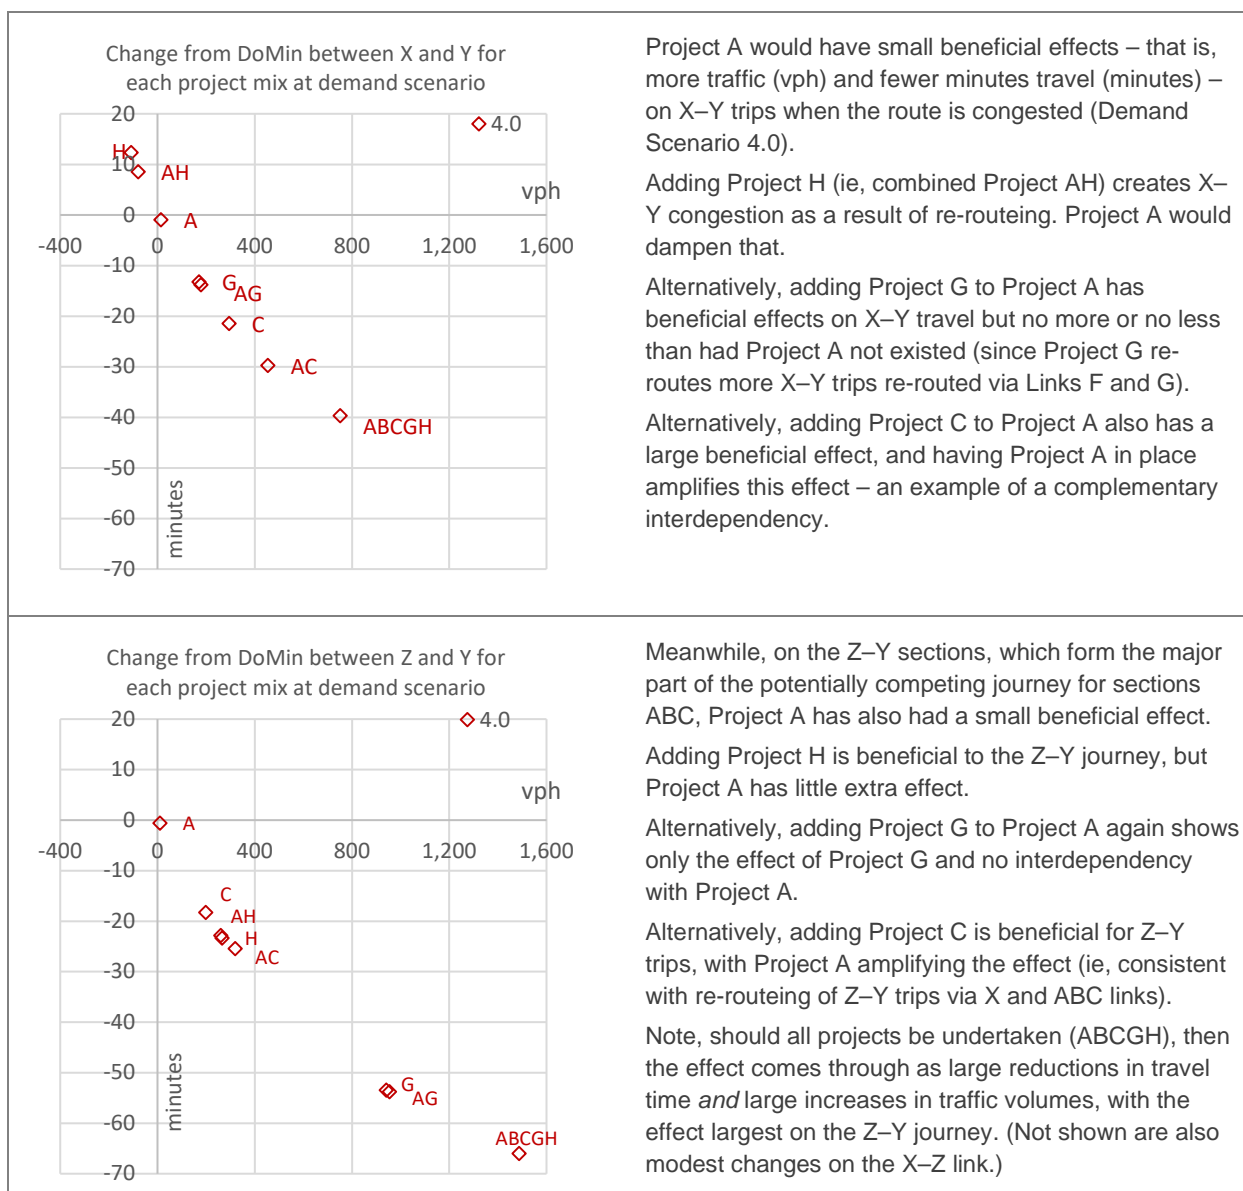 Change from DoMin between X and Y for
each project mix at demand scenario
20
4.0
H
10
AH
vph
0
A
-400
0
400
800
1,200
1,600
-10
G
AG
-20
C
-30
AC
-40
ABCGH
-50
-60
minutes
-70
Project A would have small beneficial effects – that is,
more traffic (vph) and fewer minutes travel (minutes) –
on X–Y trips when the route is congested (Demand
Scenario 4.0).
Adding Project H (ie, combined Project AH) creates X–
Y congestion as a result of re-routeing. Project A would
dampen that.
Alternatively, adding Project G to Project A has
beneficial effects on X–Y travel but no more or no less
than had Project A not existed (since Project G re-
routes more X–Y trips re-routed via Links F and G).
Alternatively, adding Project C to Project A also has a
large beneficial effect, and having Project A in place
amplifies this effect – an example of a complementary
interdependency.
Change from DoMin between Z and Y for
each project mix at demand scenario
20
4.0
10
vph
0
A
-400
0
400
800
1,200
1,600
-10
C
-20
AH
H
AC
-30
-40
-50
G
AG
minutes
-60
ABCGH
-70
Meanwhile, on the Z–Y sections, which form the major
part of the potentially competing journey for sections
ABC, Project A has also had a small beneficial effect.
Adding Project H is beneficial to the Z–Y journey, but
Project A has little extra effect.
Alternatively, adding Project G to Project A again shows
only the effect of Project G and no interdependency
with Project A.
Alternatively, adding Project C is beneficial for Z–Y
trips, with Project A amplifying the effect (ie, consistent
with re-routeing of Z–Y trips via X and ABC links).
Note, should all projects be undertaken (ABCGH), then
the effect comes through as large reductions in travel
time and large increases in traffic volumes, with the
effect largest on the Z–Y journey. (Not shown are also
modest changes on the X–Z link.)